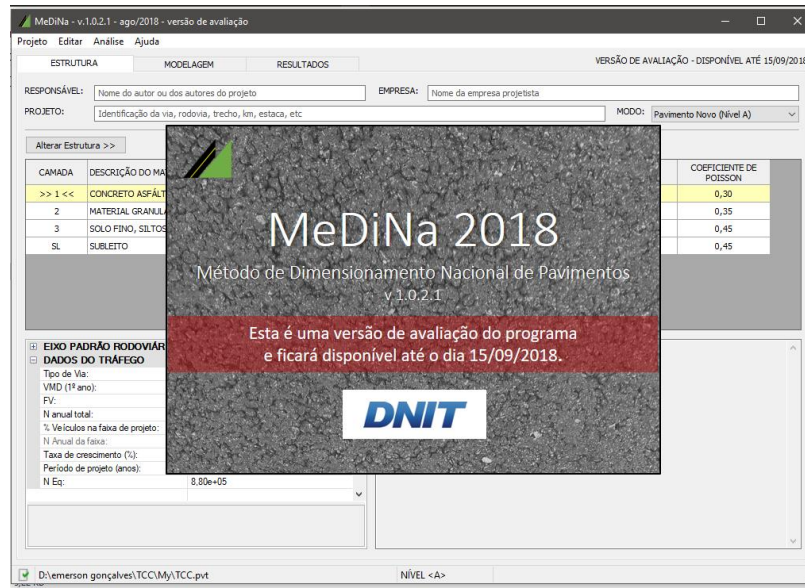 MeDiNa - v.1.0.2.1 - ago/2018 - versão de avaliação
Projeto Editar Análise Ajuda
ESTRUTURA MODELAGEM RESULTADOS VERSÃO DE AVALIAÇÃO - DISPONÍVEL ATÉ 15/09/2018
RESPONSÁVEL: Nome do autor ou dos autores do projeto EMPRESA: Nome da empresa projetista
PROJETO: Identificação da via, rodovia, trecho, km, estaca, etc MODO: Pavimento Novo (Nível A)
Alterar Estrutura >>
CAMADA DESCRIÇÃO DO MA COEFICIENTE DE
POISSON
>> 1 << CONCRETO ASFÁLT 0,30
2 MATERIAL GRANULA 0,35
3 SOLO FINO, SILTOS 0,45
SL SUBLEITO 0,45
MeDiNa 2018
Método de Dimensionamento Nacional de Pavimentos
v 1.0.2.1
Esta é uma versão de avaliação do programa
e ficará disponível até o dia 15/09/2018.
DNIT
EIXO PADRÃO RODOVIÁR
DADOS DO TRÁFEGO
Tipo de Via:
VMD (1º ano):
FV:
N anual total:
% Veículos na faixa de projeto:
N Anual da faixa:
Taxa de crescimento (%):
Período de projeto (anos):
N Eq: 8,80e+05
D:\emerson gonçalves\TCC\My\TCC.pvt NÍVEL <A>